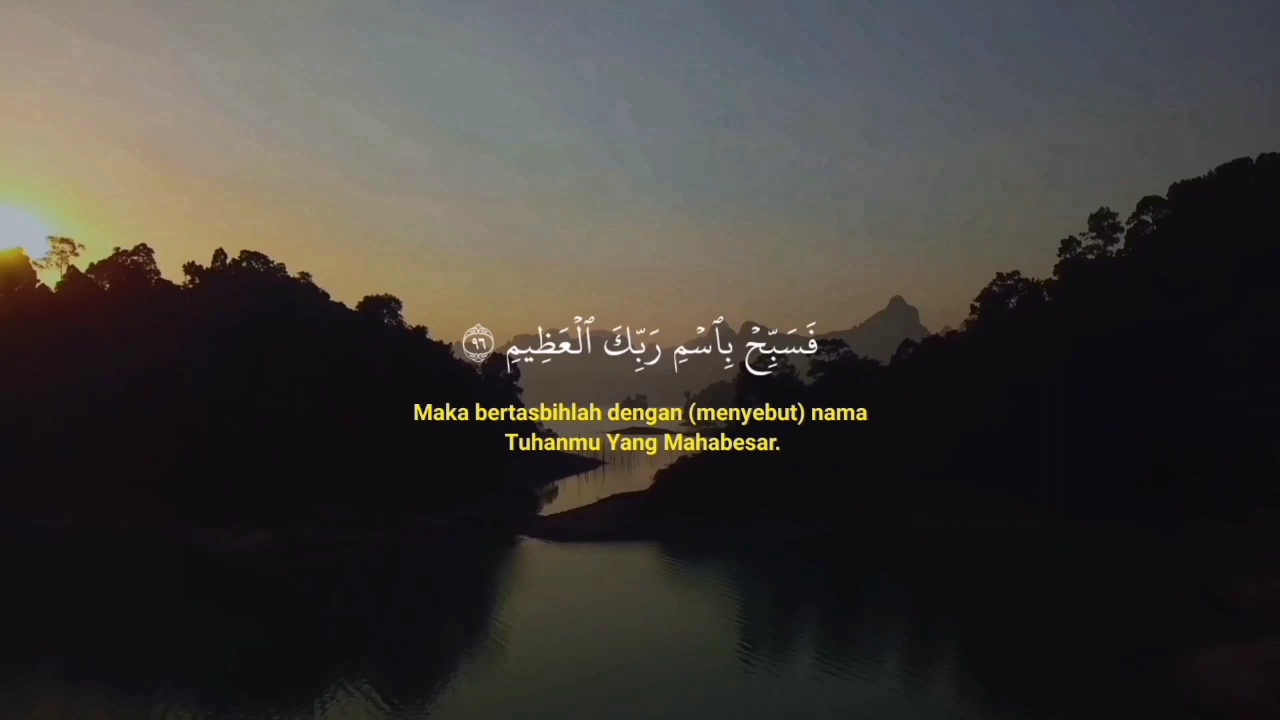 فَسَبِّحْ بِٱسْمِ رَبِّكَ ٱلْعَظِيمِ ٩٦
Maka bertasbihlah dengan (menyebut) nama
Tuhanmu Yang Mahabesar.